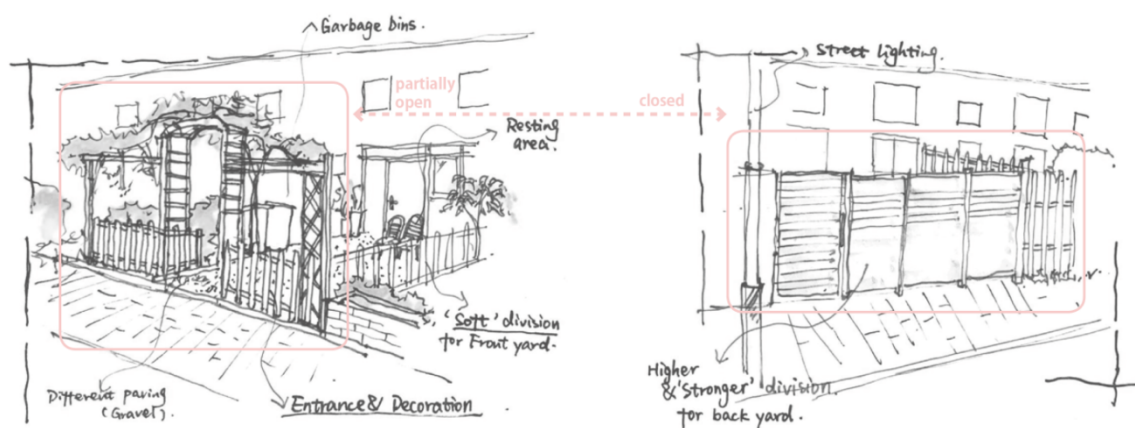 Garbage bins.
partially
open
closed
Street lighting.
Resting
area.
'Soft' division
for Front yard.
Different paving
(Gravel).
Entrance & Decoration
Higher
& 'Stronger' division
for back yard.